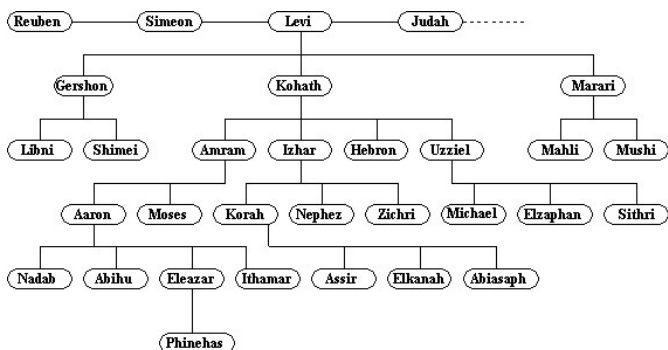 Reuben Simeon Levi Judah
Gershon Kohath Marari
Libni Shimei Amram Izhar Hebron Uzziel Mahli Mushi
Aaron Moses Korah Nephez Zichri Michael Elzaphan Sithri
Nadab Abihu Eleazar Ithamar Assir Elkanah Abiasaph
Phinehas